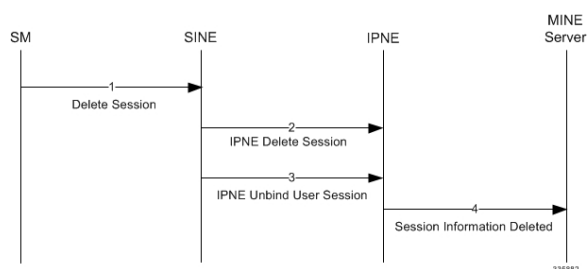 SM
SINE
IPNE
MINE
Server
1
Delete Session
2
IPNE Delete Session
3
IPNE Unbind User Session
4
Session Information Deleted